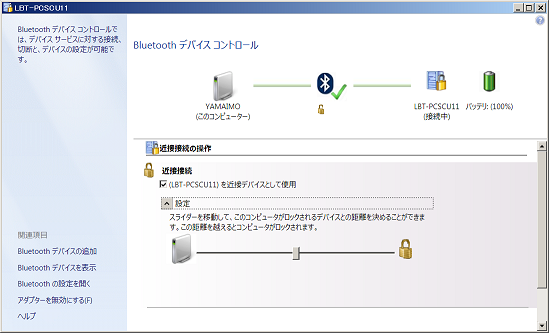 LBT-PCSCU11
Bluetooth デバイス コントロールで
は、デバイス サービスに対する接続、
切断と、デバイスの設定が可能で
す。
Bluetooth デバイス コントロール
YAMAIMO
(このコンピューター)
LBT-PCSCU11
(接続中)
バッテリ: (100%)
近接接続の操作
近接接続
(LBT-PCSCU11) を近接デバイスとして使用
設定
スライダーを移動して、このコンピュータがロックされるデバイスとの距離を決めることができま
す。この距離を越えるとコンピュータがロックされます。
関連項目
Bluetooth デバイスの追加
Bluetooth デバイスを表示
Bluetooth の設定を開く
アダプターを無効にする(F)
ヘルプ